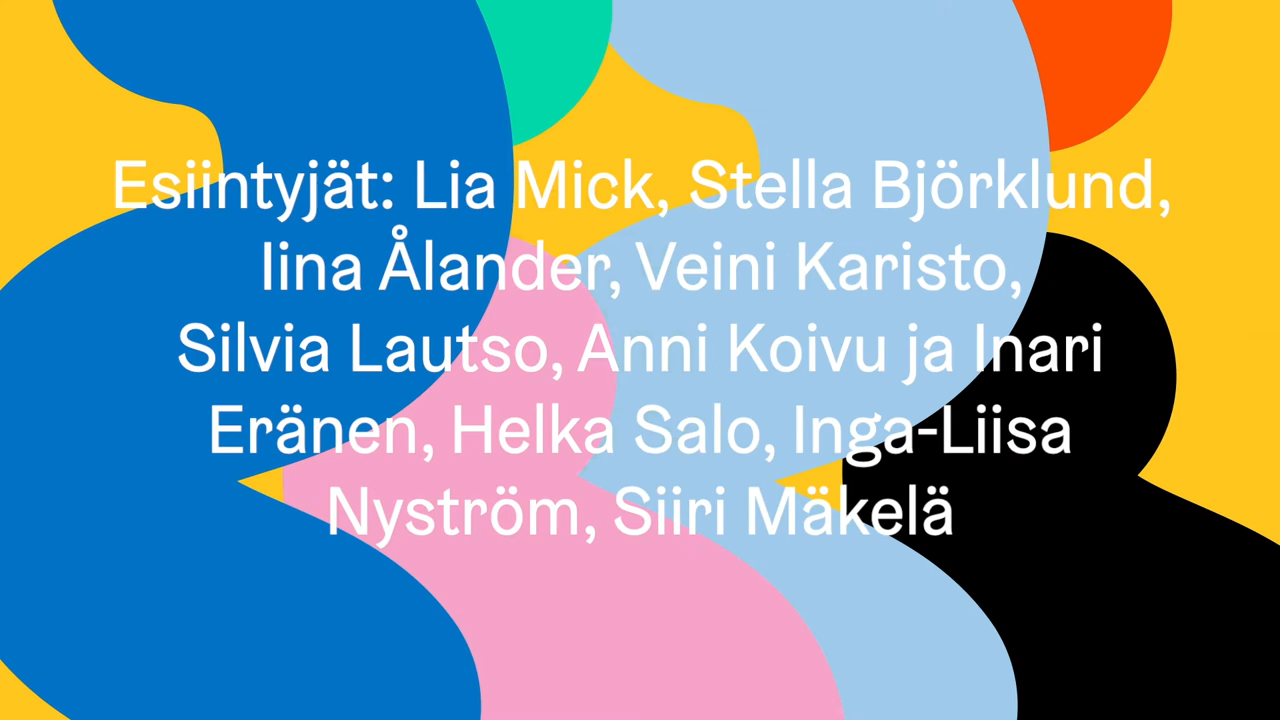 Esiintyjät: Lia Mick, Stella Björklund,
Iina Ålander, Veini Karisto,
Silvia Lautso, Anni Koivu ja Inari
Eränen, Helka Salo, Inga-Liisa
Nyström, Siiri Mäkelä